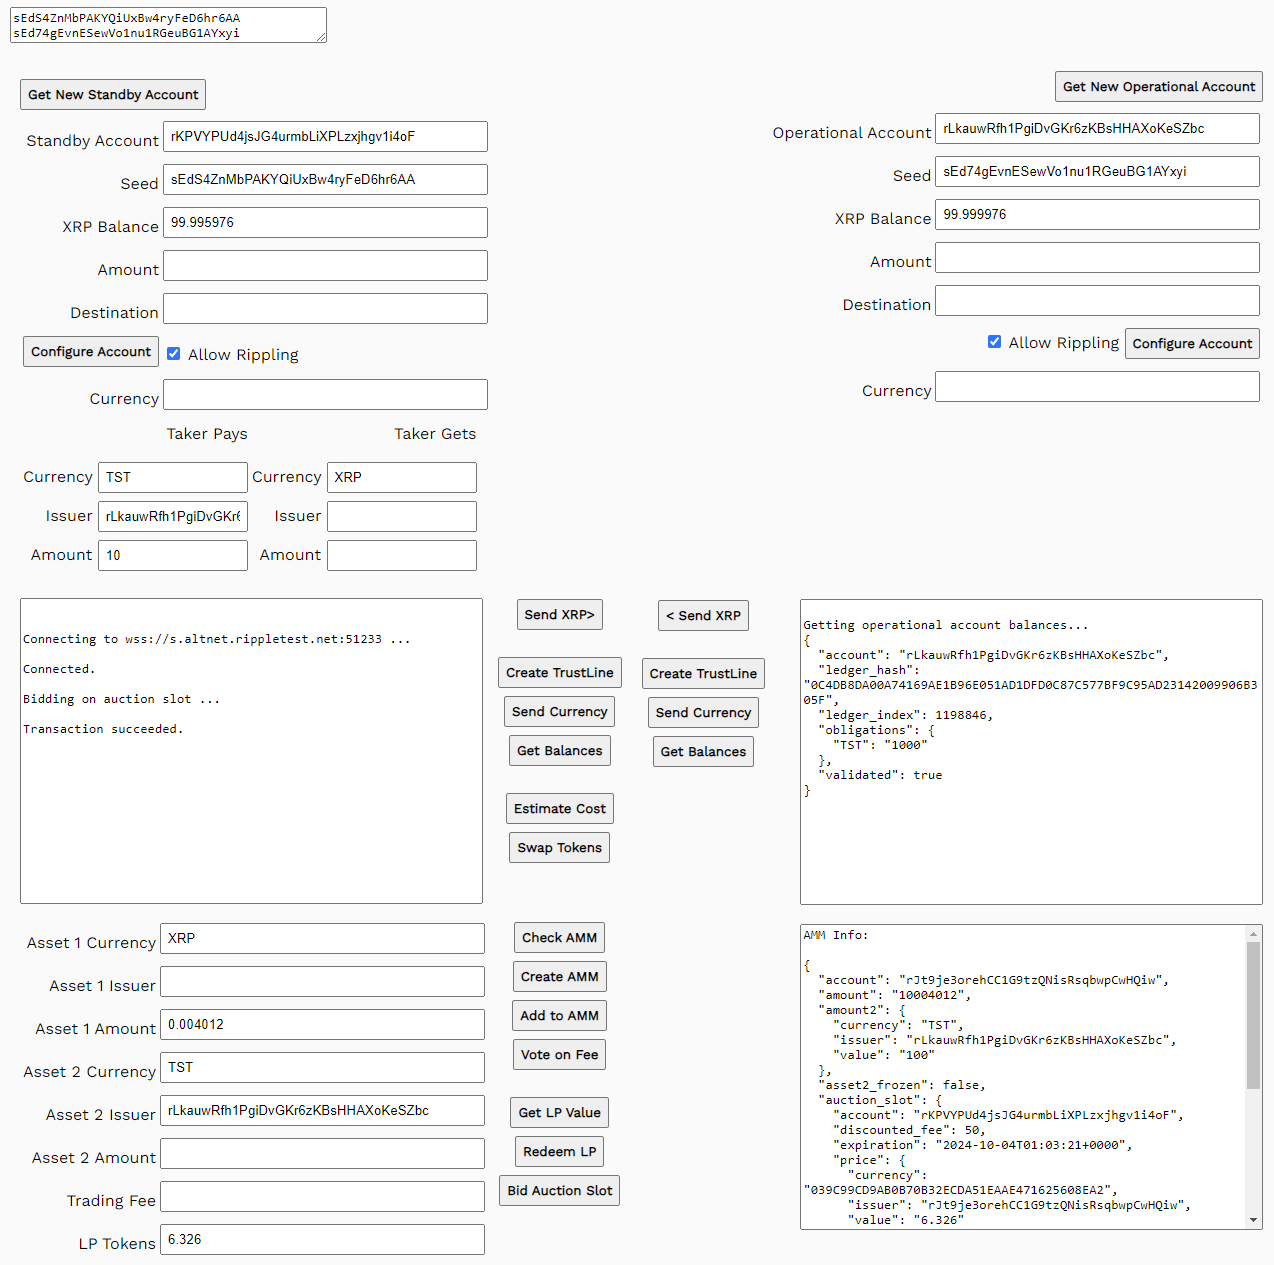 sEdS4ZnMbPAKYQiUxBw4ryFeD6hr6AA
sEd74gEvnESewVo1nu1RGeuBG1AYxyi
Get New Standby Account
Standby Account rKPVYPUd4jsJG4urmbLiXPLzxjhgv1i4oF
Seed sEdS4ZnMbPAKYQiUxBw4ryFeD6hr6AA
XRP Balance 99.995976
Amount
Destination
Configure Account Allow Rippling
Currency
Taker Pays Taker Gets
Currency TST Currency XRP
Issuer rLkauwRfh1PgiDvGKr6 Issuer
Amount 10 Amount
Get New Operational Account
Operational Account rLkauwRfh1PgiDvGKr6zKBsHHAXoKeSZbc
Seed sEd74gEvnESewVo1nu1RGeuBG1AYxyi
XRP Balance 99.999976
Amount
Destination
Allow Rippling Configure Account
Currency
Connecting to wss://s.altnet.rippletest.net:51233 ...
Connected.
Bidding on auction slot ...
Transaction succeeded.
Send XRP>
Create TrustLine
Send Currency
Get Balances
Estimate Cost
Swap Tokens
< Send XRP
Create TrustLine
Send Currency
Get Balances
Getting operational account balances...
{
"account": "rLkauwRfh1PgiDvGKr6zKBsHHAXoKeSZbc",
"ledger_hash":
"0C4DB8DA00A74169AE1B96E051AD1DFD0C87C577BF9C95AD23142009906B3
05F",
"ledger_index": 1198846,
"obligations": {
"TST": "1000"
},
"validated": true
}
Asset 1 Currency XRP
Asset 1 Issuer
Asset 1 Amount 0.004012
Asset 2 Currency TST
Asset 2 Issuer rLkauwRfh1PgiDvGKr6zKBsHHAXoKeSZbc
Asset 2 Amount
Trading Fee
LP Tokens 6.326
Check AMM
Create AMM
Add to AMM
Vote on Fee
Get LP Value
Redeem LP
Bid Auction Slot
AMM Info:
{
"account": "rJt9je3orehCC1G9tzQNisRsqbwpCwHQiw",
"amount": "10004012",
"amount2": {
"currency": "TST",
"issuer": "rLkauwRfh1PgiDvGKr6zKBsHHAXoKeSZbc",
"value": "100"
},
"asset2_frozen": false,
"auction_slot": {
"account": "rKPVYPUd4jsJG4urmbLiXPLzxjhgv1i4oF",
"discounted_fee": 50,
"expiration": "2024-10-04T01:03:21+0000",
"price": {
"currency":
"039C99CD9AB0B70B32ECDA51EAAE471625608EA2",
"issuer": "rJt9je3orehCC1G9tzQNisRsqbwpCwHQiw",
"value": "6.326"